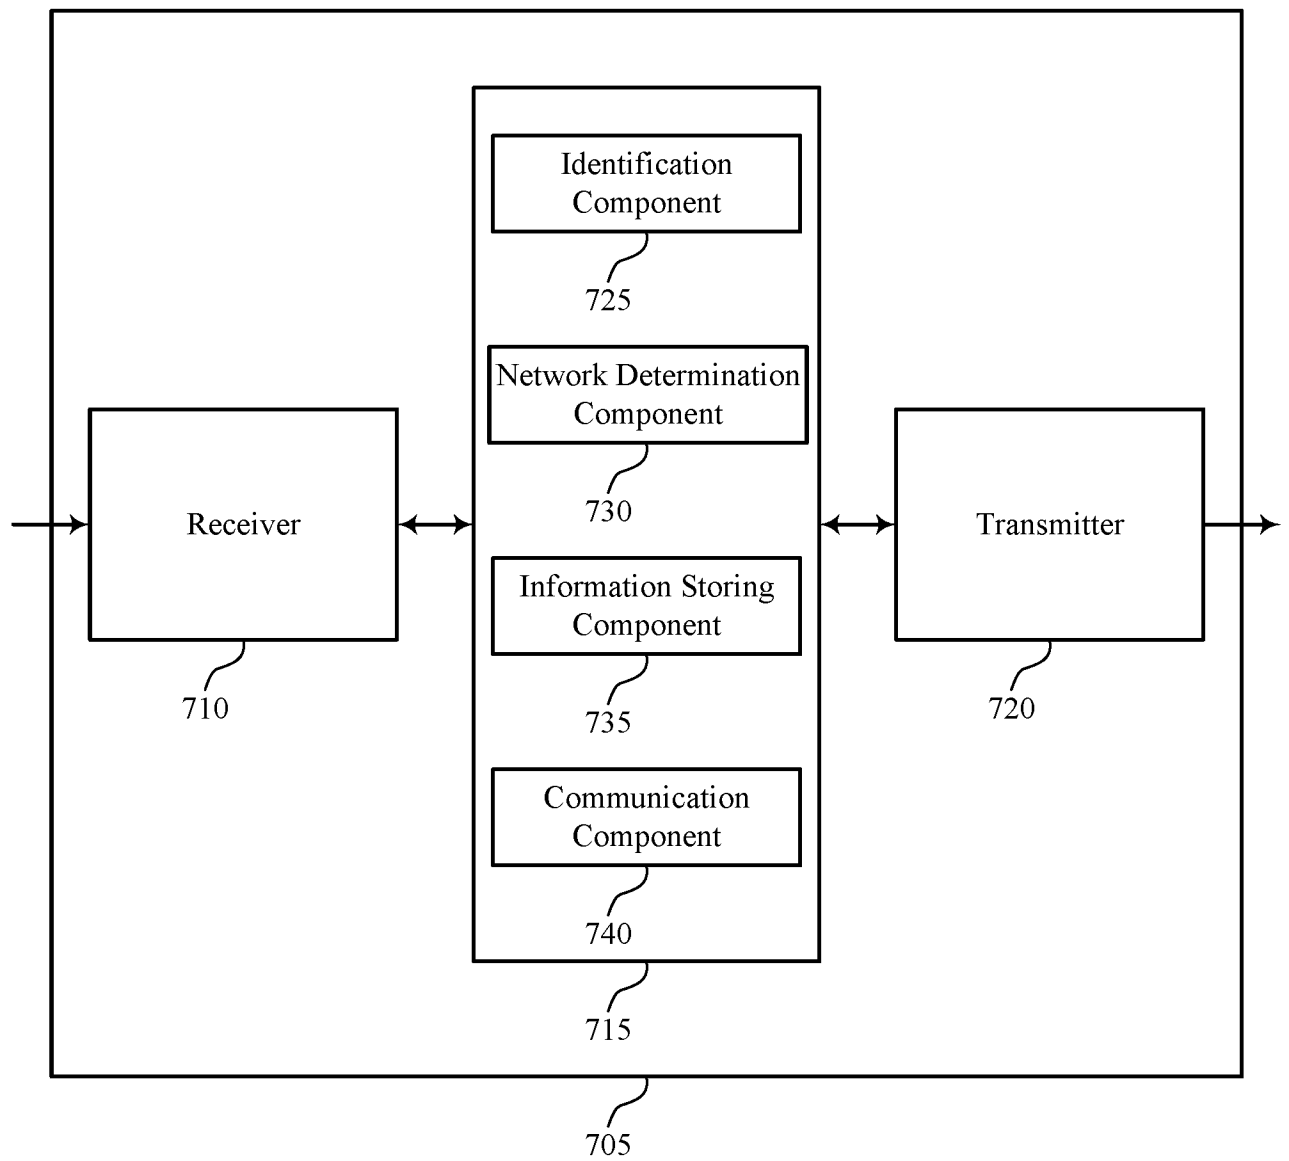 Identification
Component
725
Network Determination
Component
730
Receiver
Transmitter
Information Storing
Component
710
735
720
Communication
Component
740
715
705